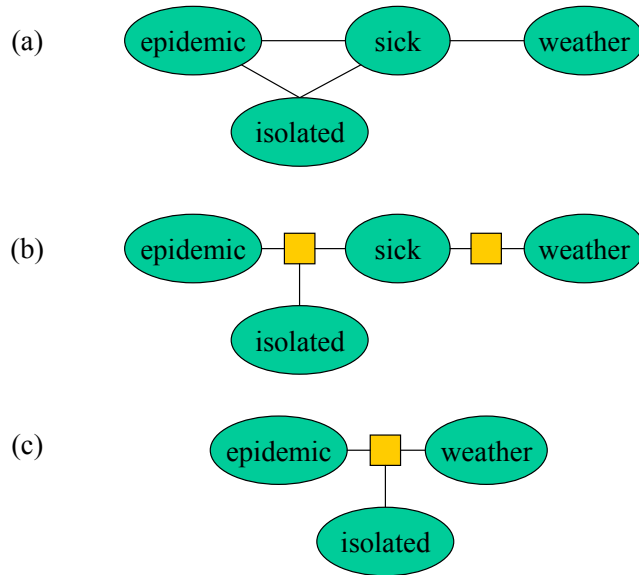 (a) epidemic sick weather
isolated
(b) epidemic sick weather
isolated
(c) epidemic weather
isolated